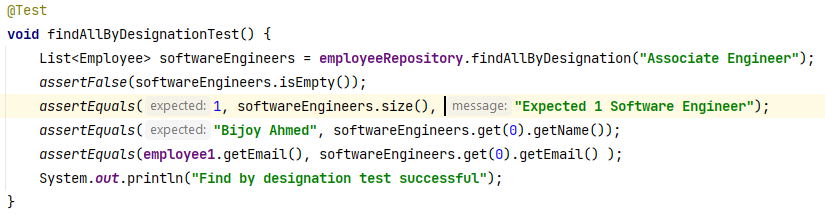 @Test
void findAllByDesignationTest() {
    List<Employee> softwareEngineers = employeeRepository.findAllByDesignation("Associate Engineer");
    assertFalse(softwareEngineers.isEmpty());
    assertEquals( expected: 1, softwareEngineers.size(), message: "Expected 1 Software Engineer");
    assertEquals( expected: "Bijoy Ahmed", softwareEngineers.get(0).getName());
    assertEquals(employee1.getEmail(), softwareEngineers.get(0).getEmail() );
    System.out.println("Find by designation test successful");
}